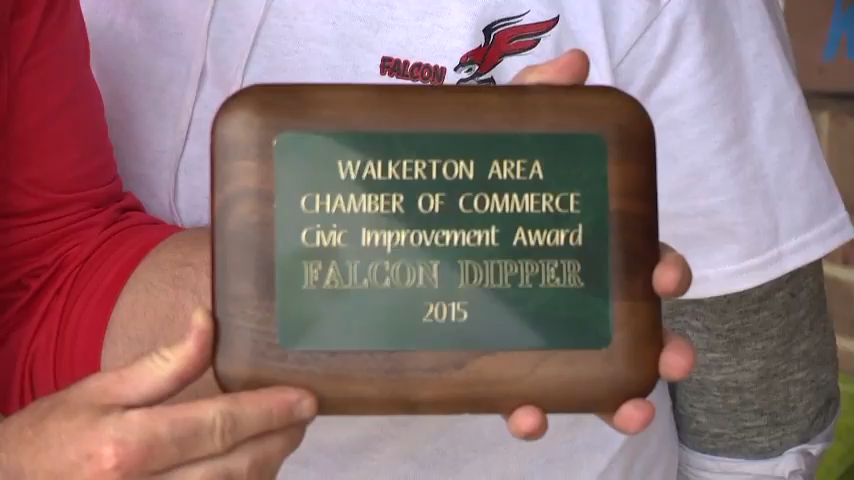 FALCON
WALKERTON AREA
CHAMBER OF COMMERCE
Civic Improvement Award
FALCON DIPPER
2015